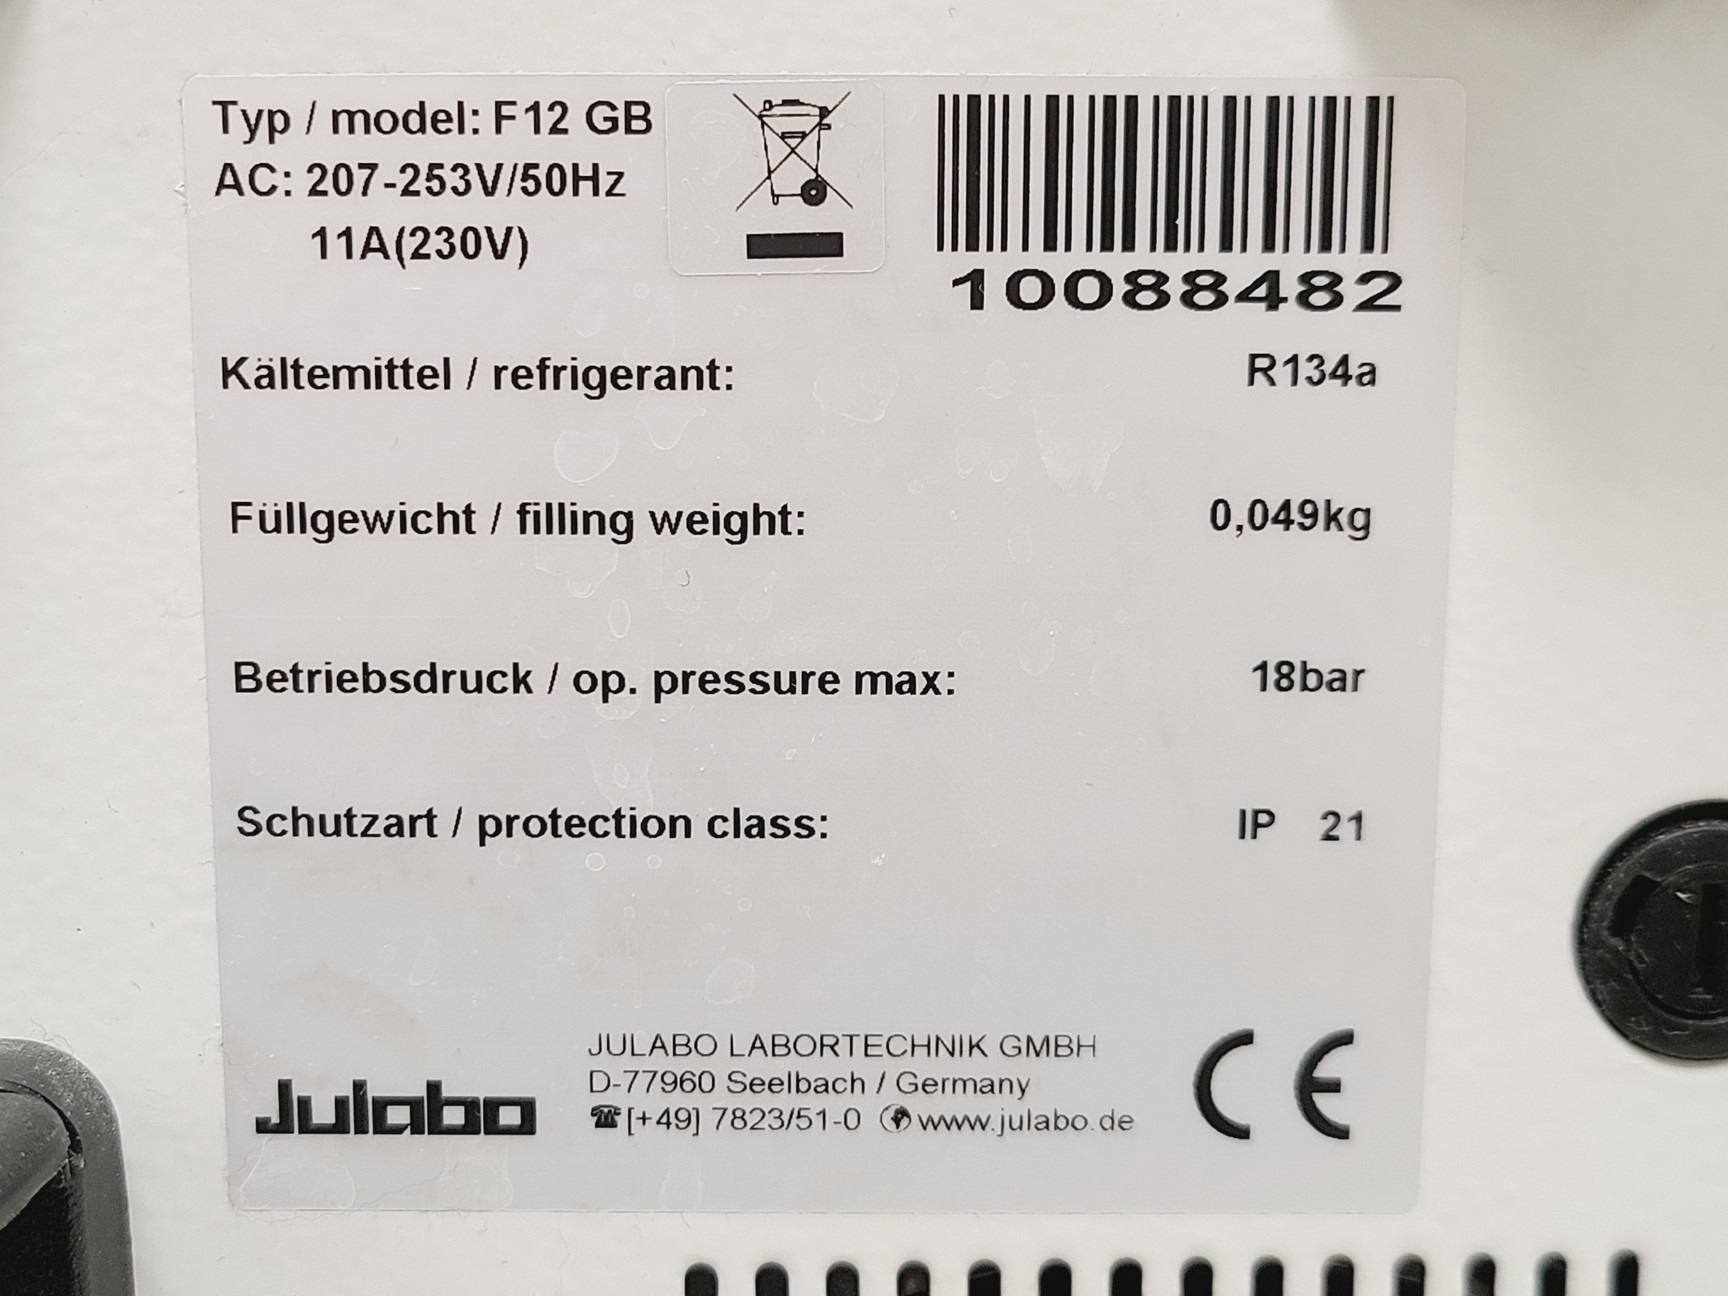 Typ / model: F12 GB
AC: 207-253V/50Hz
11A(230V)
10088482
Kältemittel / refrigerant: R134a
Füllgewicht / filling weight: 0,049kg
Betriebsdruck / op. pressure max: 18bar
Schutzart / protection class: IP 21
Julabo
JULABO LABORTECHNIK GMBH
D-77960 Seelbach / Germany
☎[+49] 7823/51-0 www.julabo.de
CE